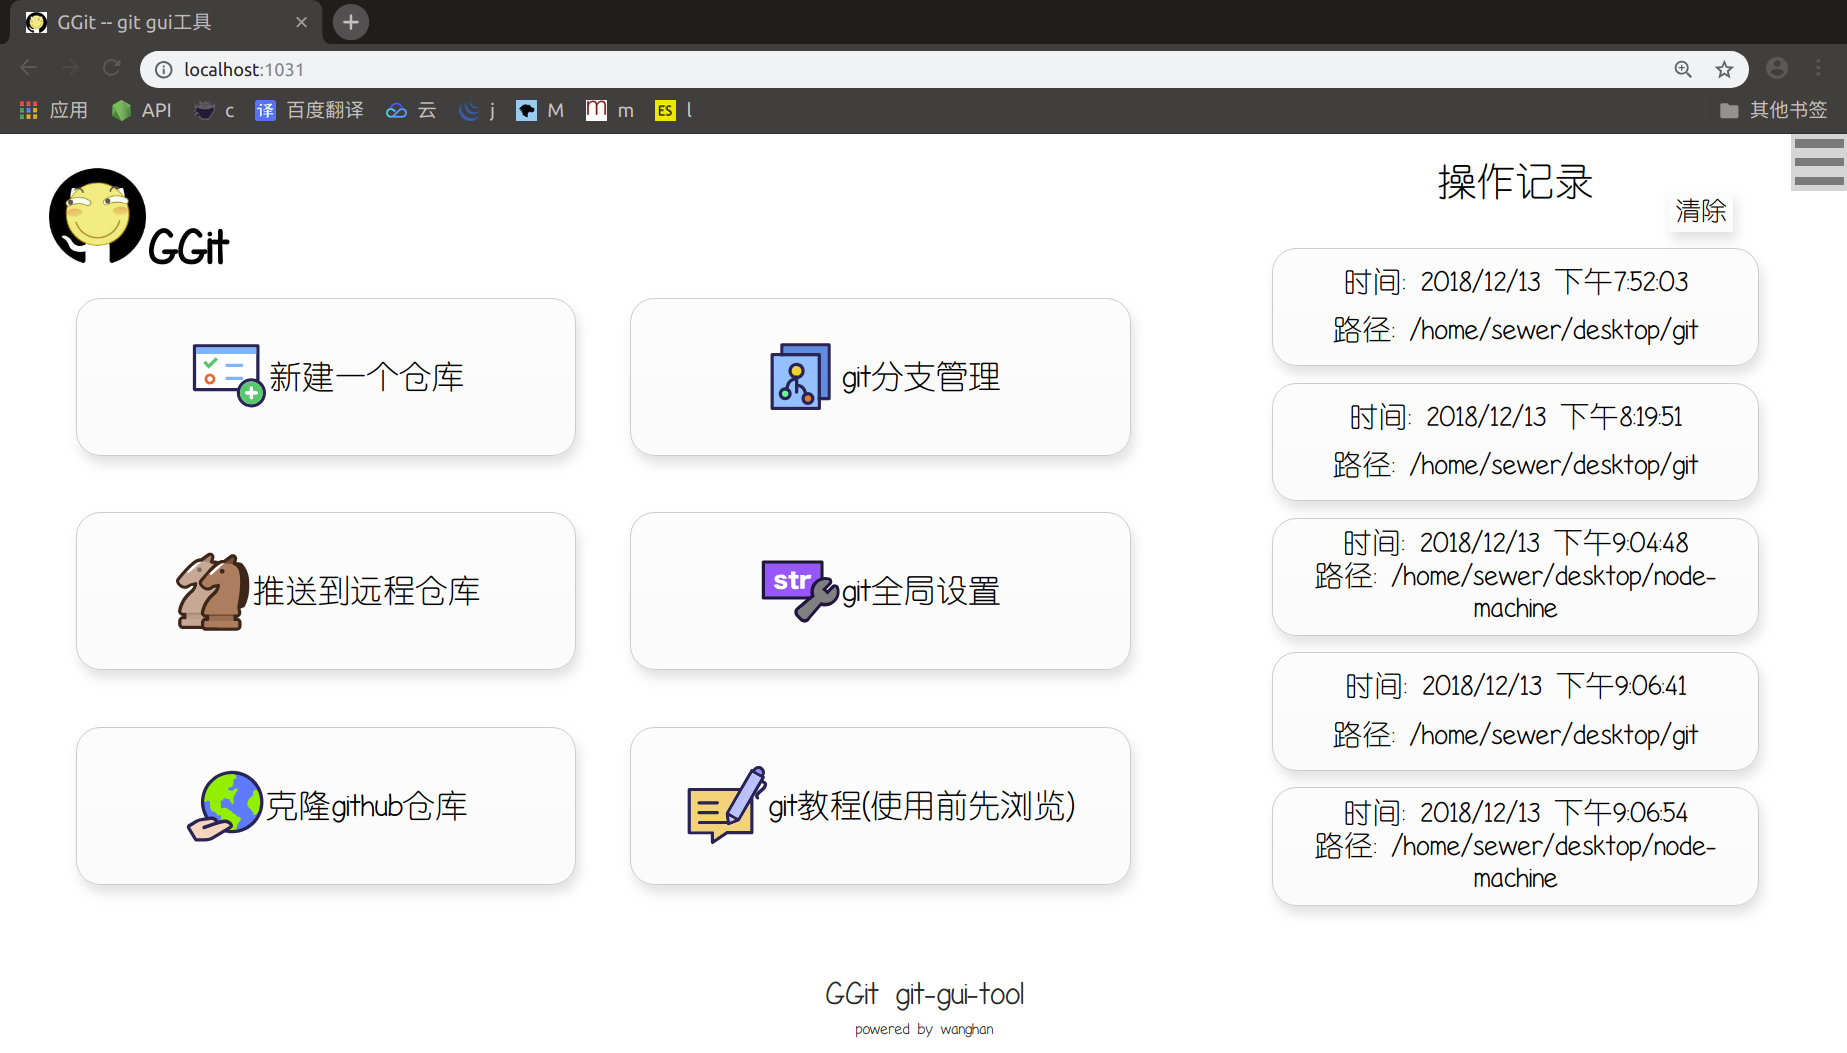 GGit -- git gui工具
localhost:1031
应用
API
c
译
百度翻译
云
j
M
m
m
ES
l
其他书签
GGit
新建一个仓库
git分支管理
推送到远程仓库
str
git全局设置
克隆github仓库
git教程(使用前先浏览)
操作记录
清除
时间: 2018/12/13 下午7:52:03
路径: /home/sewer/desktop/git
时间: 2018/12/13 下午8:19:51
路径: /home/sewer/desktop/git
时间: 2018/12/13 下午9:04:48
路径: /home/sewer/desktop/node-
machine
时间: 2018/12/13 下午9:06:41
路径: /home/sewer/desktop/git
时间: 2018/12/13 下午9:06:54
路径: /home/sewer/desktop/node-
machine
GGit git-gui-tool
powered by wanghan